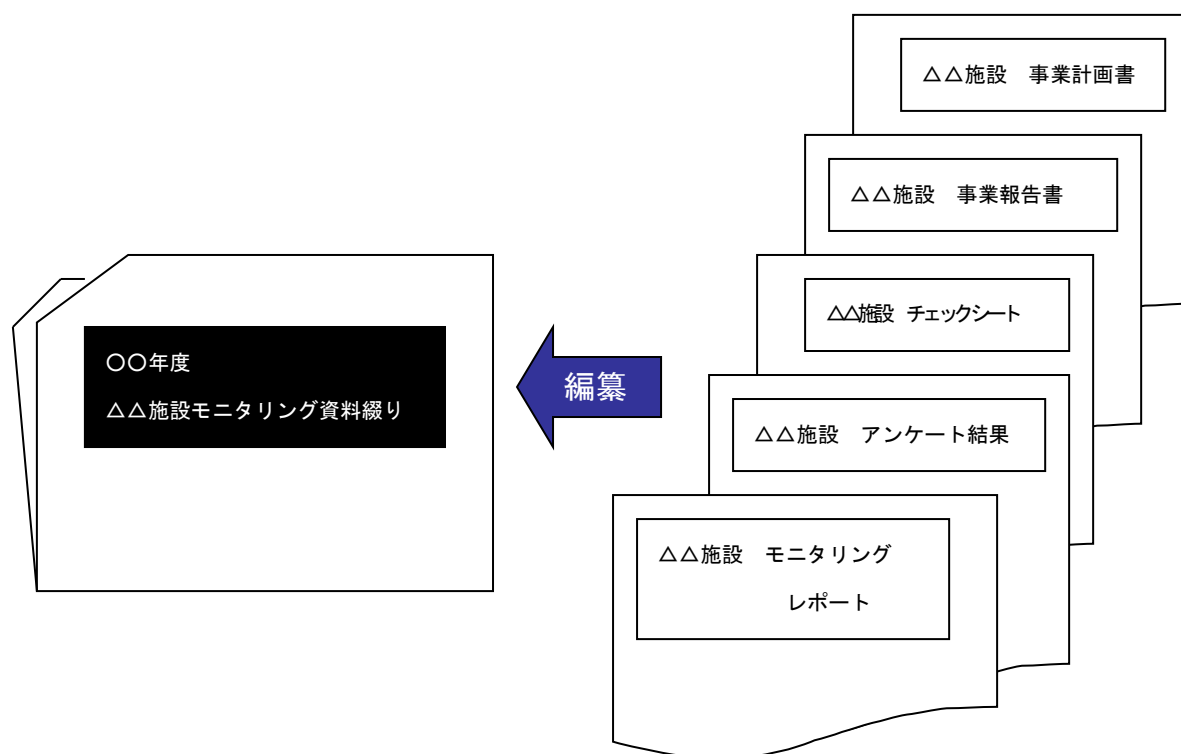 △△施設　事業計画書
△△施設　事業報告書
△△施設 チェックシート
△△施設　アンケート結果
△△施設　モニタリング
レポート
編纂
〇〇年度
△△施設モニタリング資料綴り